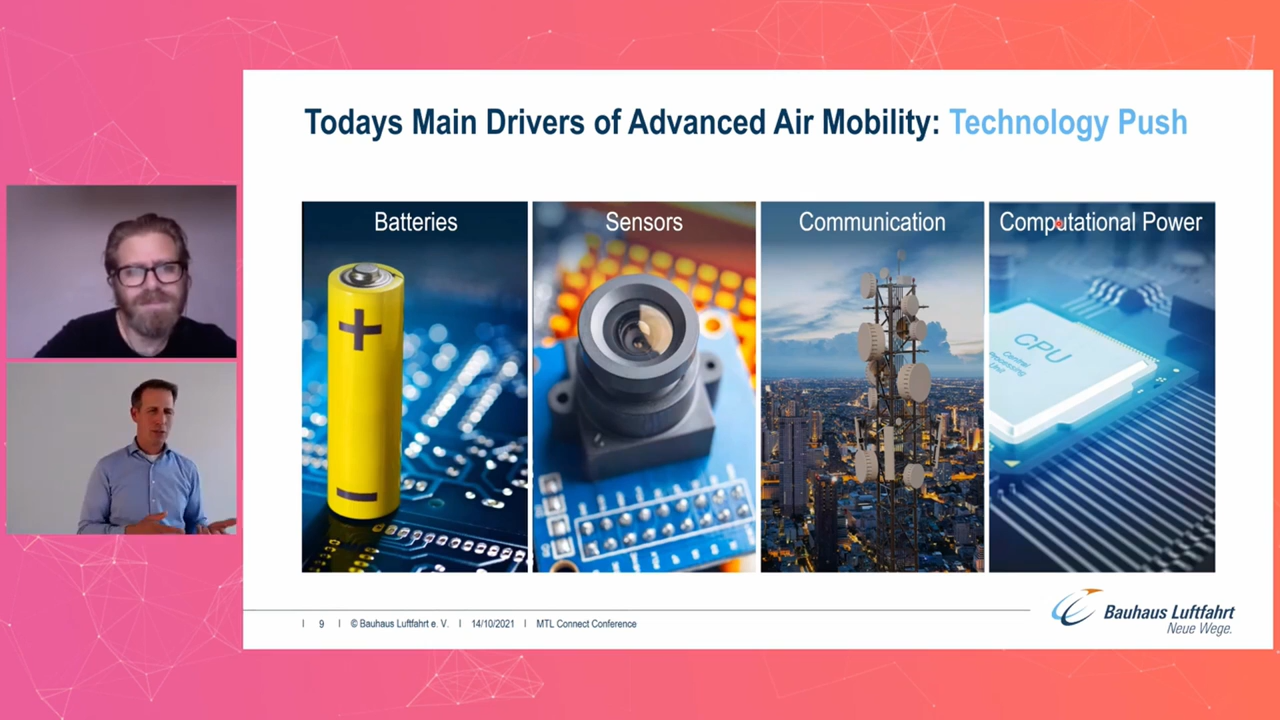 Todays Main Drivers of Advanced Air Mobility: Technology Push
Batteries
Sensors
Communication
Computational Power
CPU
Central
Processing
Unit
9 I © Bauhaus Luftfahrt e. V. I 14/10/2021 I MTL Connect Conference
Bauhaus Luftfahrt
Neue Wege.